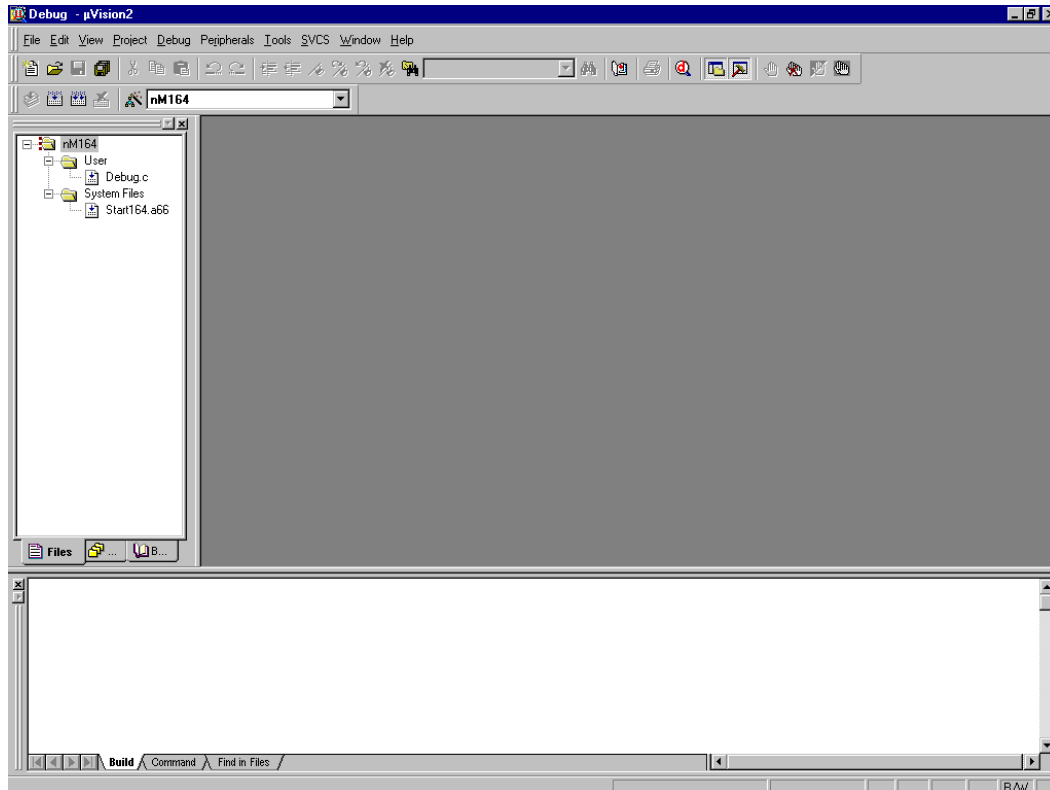 Debug - µVision2
File Edit View Project Debug Peripherals Tools SVCS Window Help
nM164
nM164
User
Debug.c
System Files
Start164.a66
Files ... B...
Build Command Find in Files
R/W